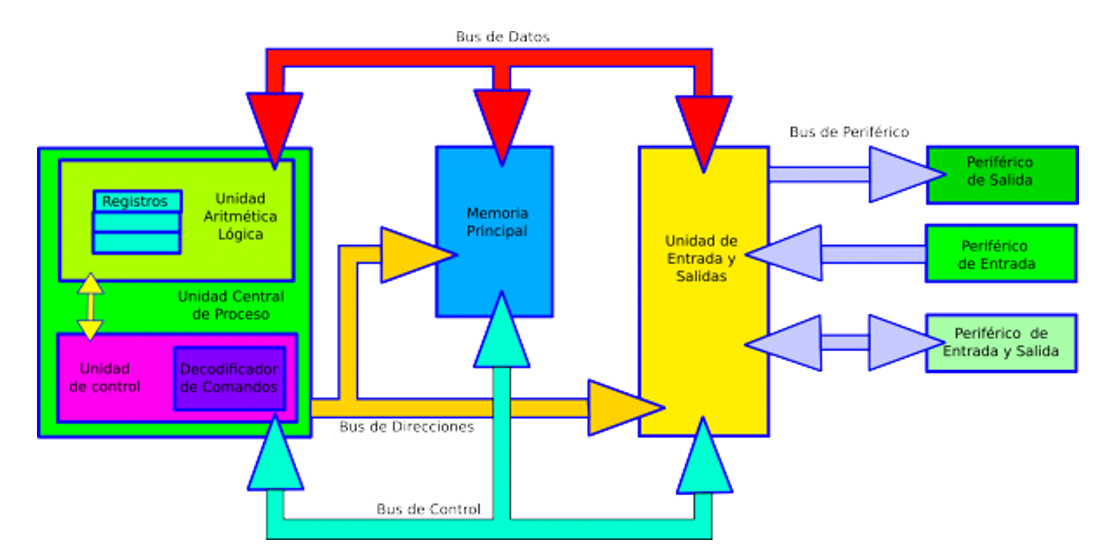 Bus de Datos
Bus de Periférico
Registros
Unidad
Aritmética
Lógica
Unidad Central
de Proceso
Unidad
de control
Decodificador
de Comandos
Memoria
Principal
Unidad de
Entrada y
Salidas
Periférico
de Salida
Periférico
de Entrada
Periférico de
Entrada y Salida
Bus de Direcciones
Bus de Control